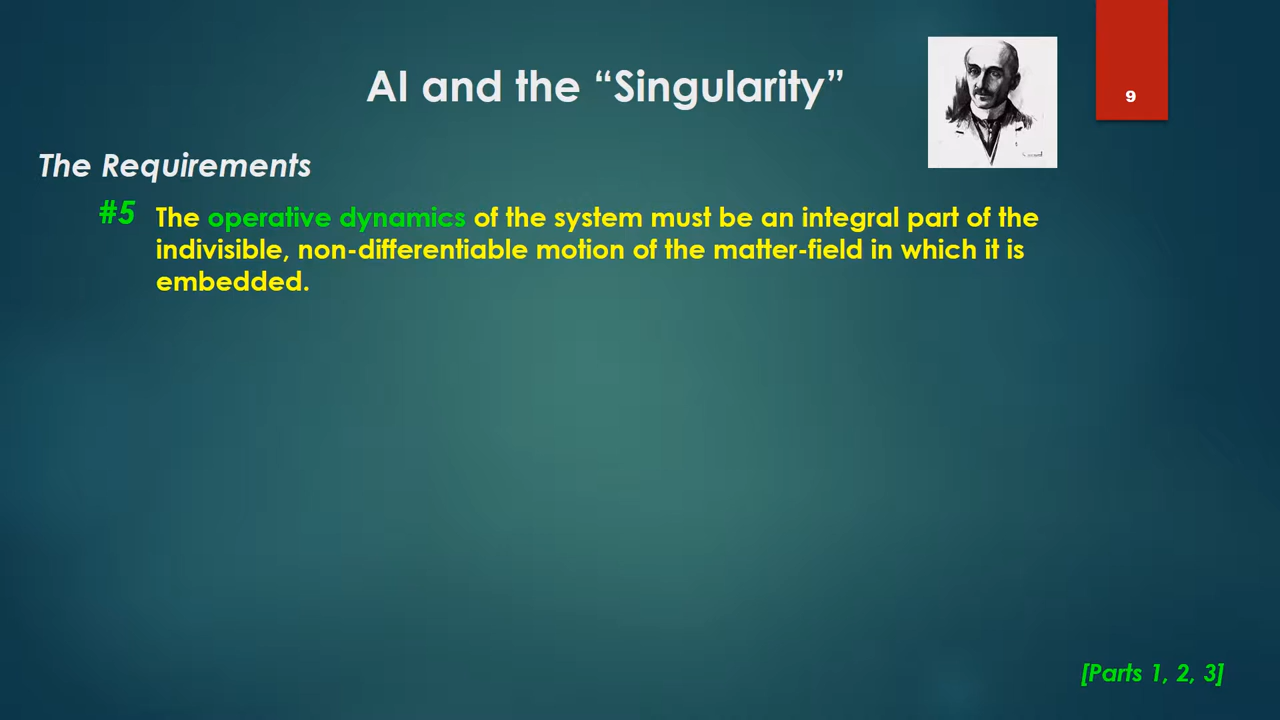 AI and the “Singularity”
9
The Requirements
#5 The operative dynamics of the system must be an integral part of the
indivisible, non-differentiable motion of the matter-field in which it is
embedded.
[Parts 1, 2, 3]